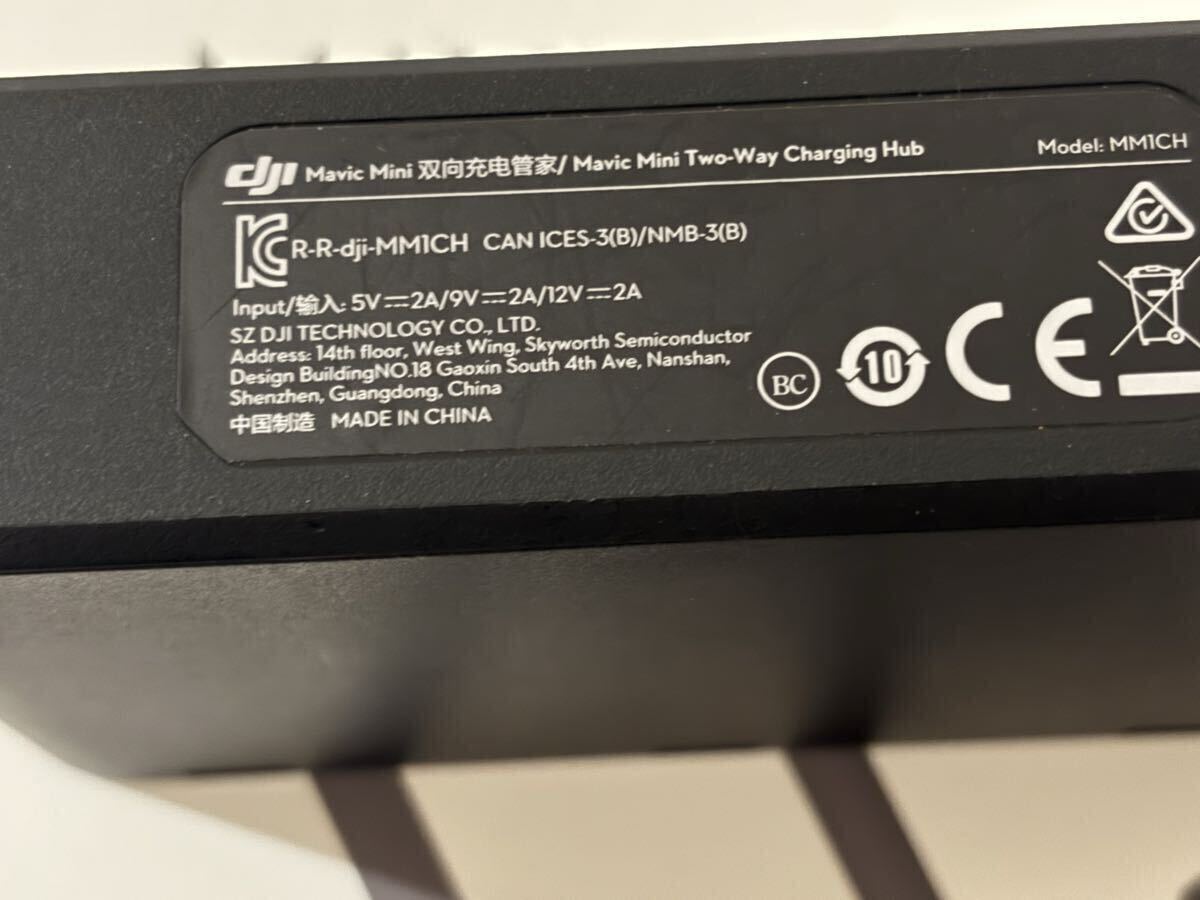 dji Mavic Mini 双向充电管家/ Mavic Mini Two-Way Charging Hub Model: MM1CH
R-R-dji-MM1CH CAN ICES-3(B)/NMB-3(B)
Input/输入: 5V⎓2A/9V⎓2A/12V⎓2A
SZ DJI TECHNOLOGY CO., LTD.
Address: 14th floor, West Wing, Skyworth Semiconductor
Design BuildingNO.18 Gaoxin South 4th Ave, Nanshan,
Shenzhen, Guangdong, China
中国制造 MADE IN CHINA
BC
10
CE